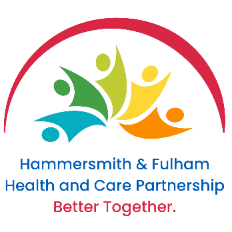 Hammersmith & Fulham
Health and Care Partnership
Better Together.